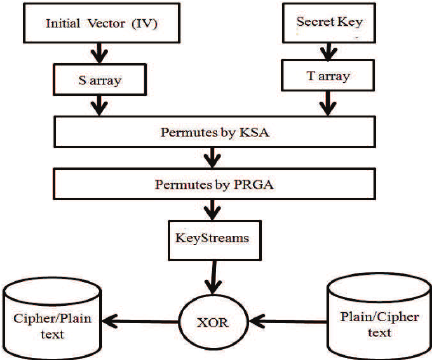 Initial Vector (IV)
Secret Key
S array
T array
Permutes by KSA
Permutes by PRGA
KeyStreams
Cipher/Plain
text
XOR
Plain/Cipher
text